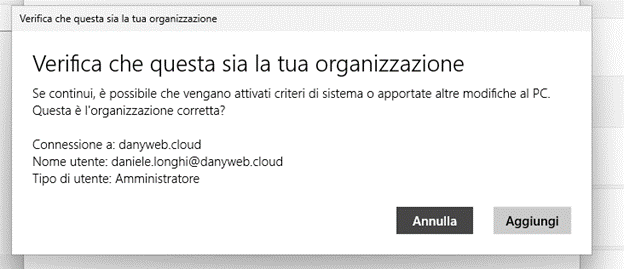 Verifica che questa sia la tua organizzazione
Verifica che questa sia la tua organizzazione
Se continui, è possibile che vengano attivati criteri di sistema o apportate altre modifiche al PC.
Questa è l'organizzazione corretta?
Connessione a: danyweb.cloud
Nome utente: daniele.longhi@danyweb.cloud
Tipo di utente: Amministratore
Annulla
Aggiungi